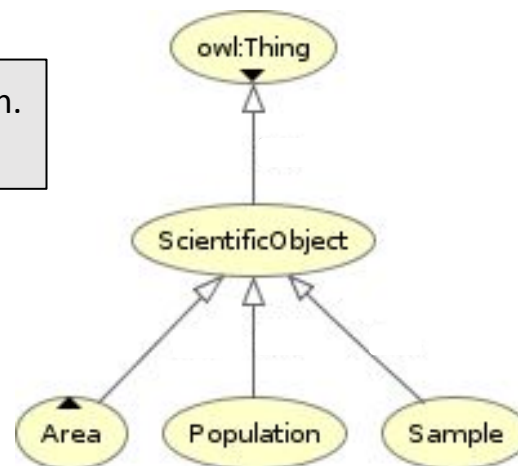 owl:Thing
ScientificObject
Area
Population
Sample